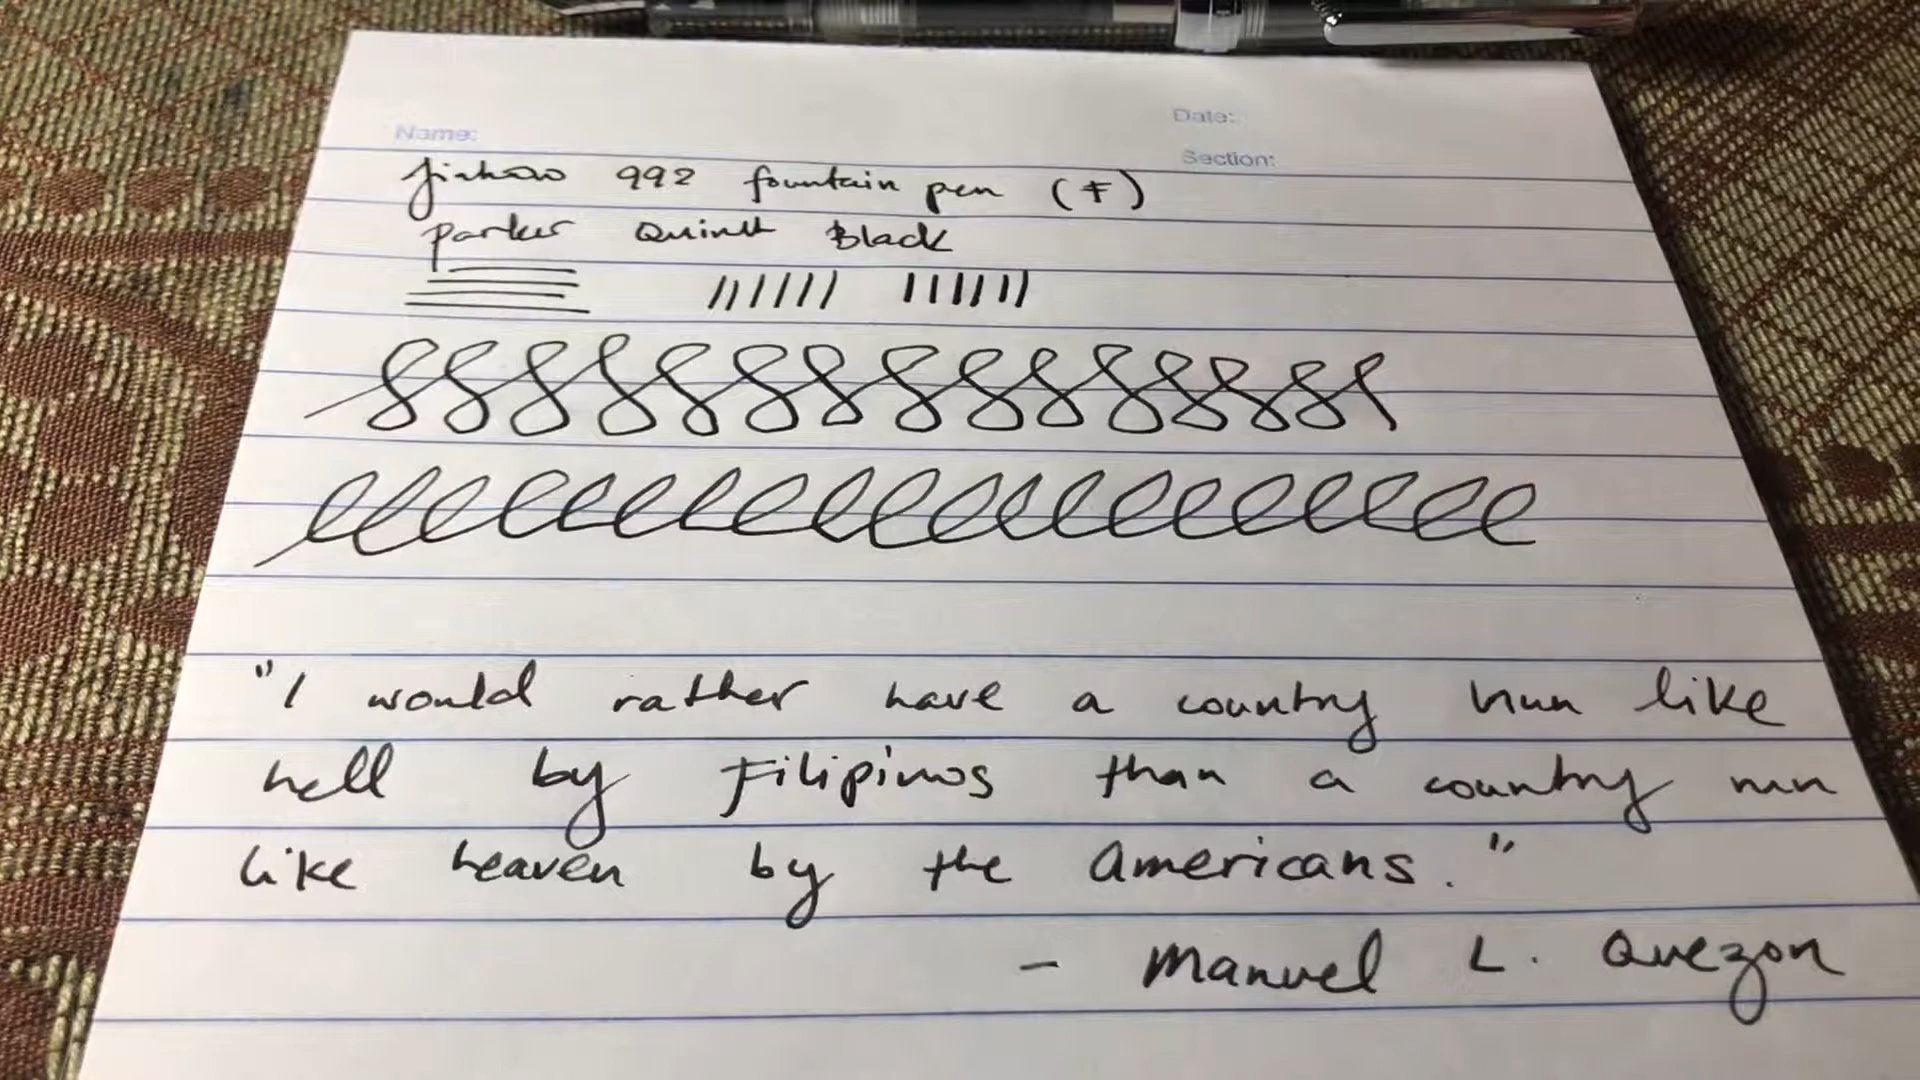 Name:
Date:
Section:
Jinhao 992 fountain pen (F)
Parker Quink Black
"I would rather have a country run like
hell by Filipinos than a country run
like heaven by the Americans."
- Manuel L. Quezon